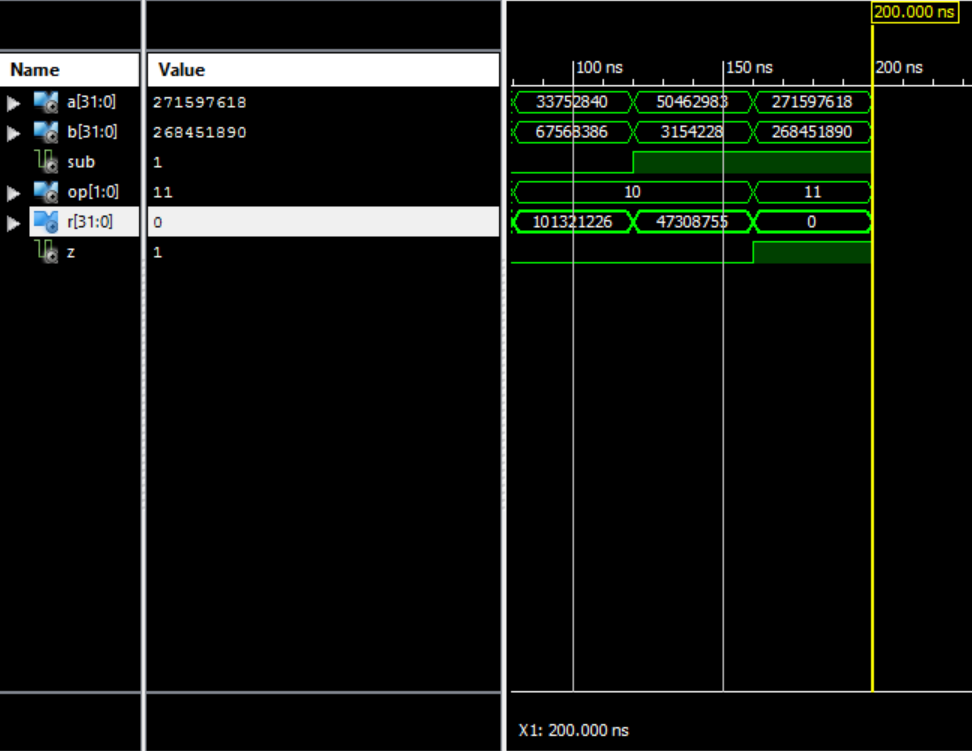 200.000 ns
Name Value
100 ns 150 ns 200 ns
a[31:0] 271597618 33752840 50462983 271597618
b[31:0] 268451890 67568386 3154228 268451890
sub 1
op[1:0] 11 10 11
r[31:0] 0 101321226 47308755 0
z 1
X1: 200.000 ns